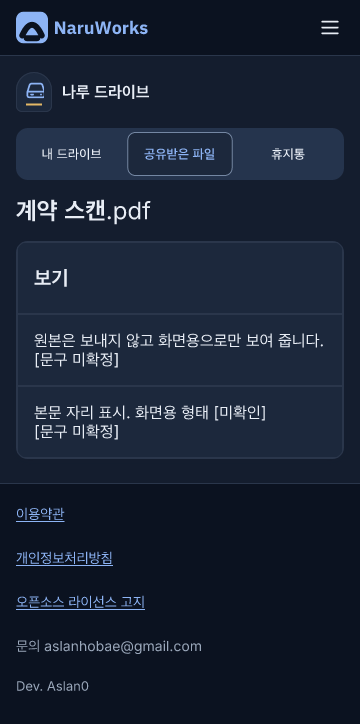 NaruWorks
나루 드라이브
내 드라이브 공유받은 파일 휴지통
계약 스캔.pdf
보기
원본은 보내지 않고 화면용으로만 보여 줍니다.
[문구 미확정]
본문 자리 표시. 화면용 형태 [미확인]
[문구 미확정]
이용약관
개인정보처리방침
오픈소스 라이선스 고지
문의 aslanhobae@gmail.com
Dev. Aslan0